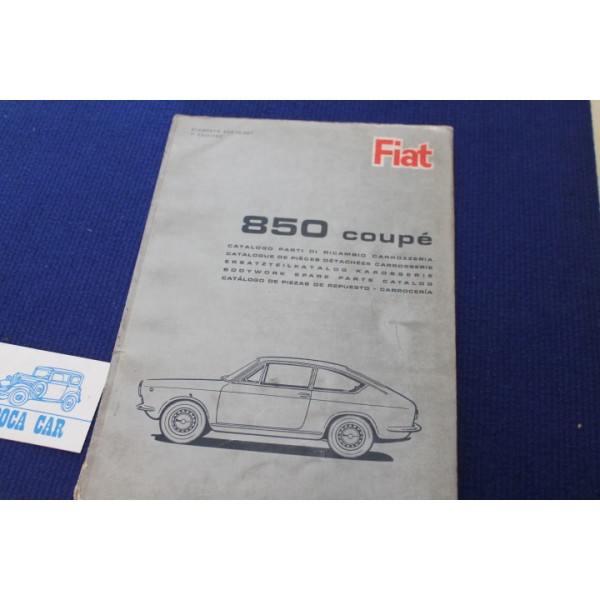 Fiat
850 coupé
CATALOGO PARTI DI RICAMBIO CARROZZERIA
CATALOGUE DE PIÈCES DÉTACHÉES CARROSSERIE
ERSATZTEILKATALOG KAROSSERIE
BODYWORK SPARE PARTS CATALOG
CATÁLOGO DE PIEZAS DE REPUESTO - CARROCERÍA
CAR